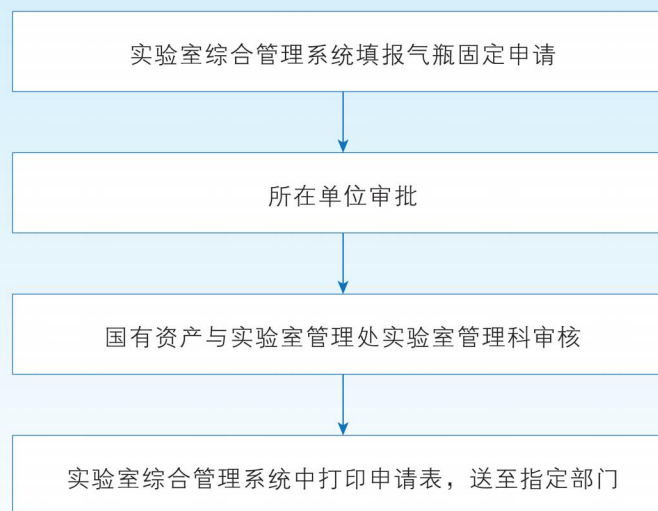 实验室综合管理系统填报气瓶固定申请
所在单位审批
国有资产与实验室管理处实验室管理科审核
实验室综合管理系统中打印申请表，送至指定部门